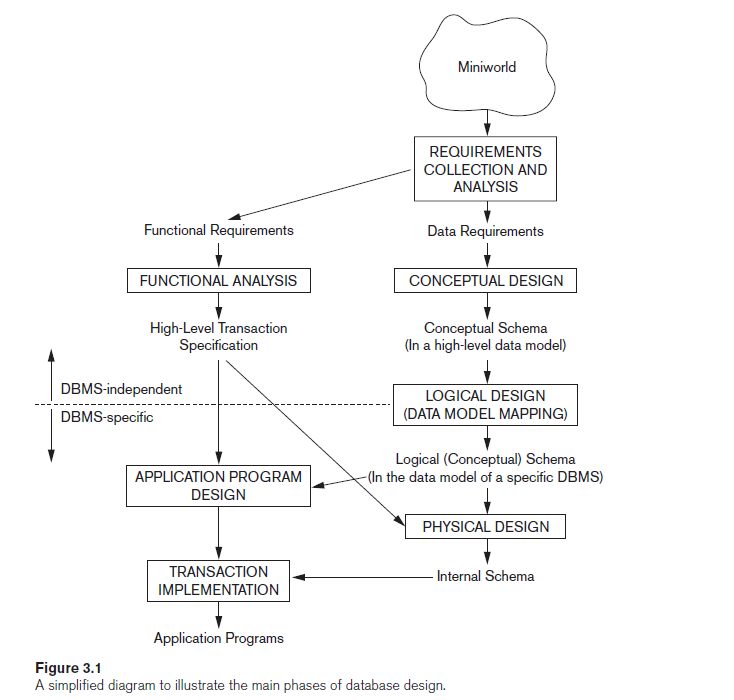 Miniworld
REQUIREMENTS
COLLECTION AND
ANALYSIS
Functional Requirements
Data Requirements
FUNCTIONAL ANALYSIS
CONCEPTUAL DESIGN
High-Level Transaction
Specification
Conceptual Schema
(In a high-level data model)
DBMS-independent
DBMS-specific
LOGICAL DESIGN
(DATA MODEL MAPPING)
Logical (Conceptual) Schema
(In the data model of a specific DBMS)
APPLICATION PROGRAM
DESIGN
PHYSICAL DESIGN
TRANSACTION
IMPLEMENTATION
Internal Schema
Application Programs
Figure 3.1
A simplified diagram to illustrate the main phases of database design.